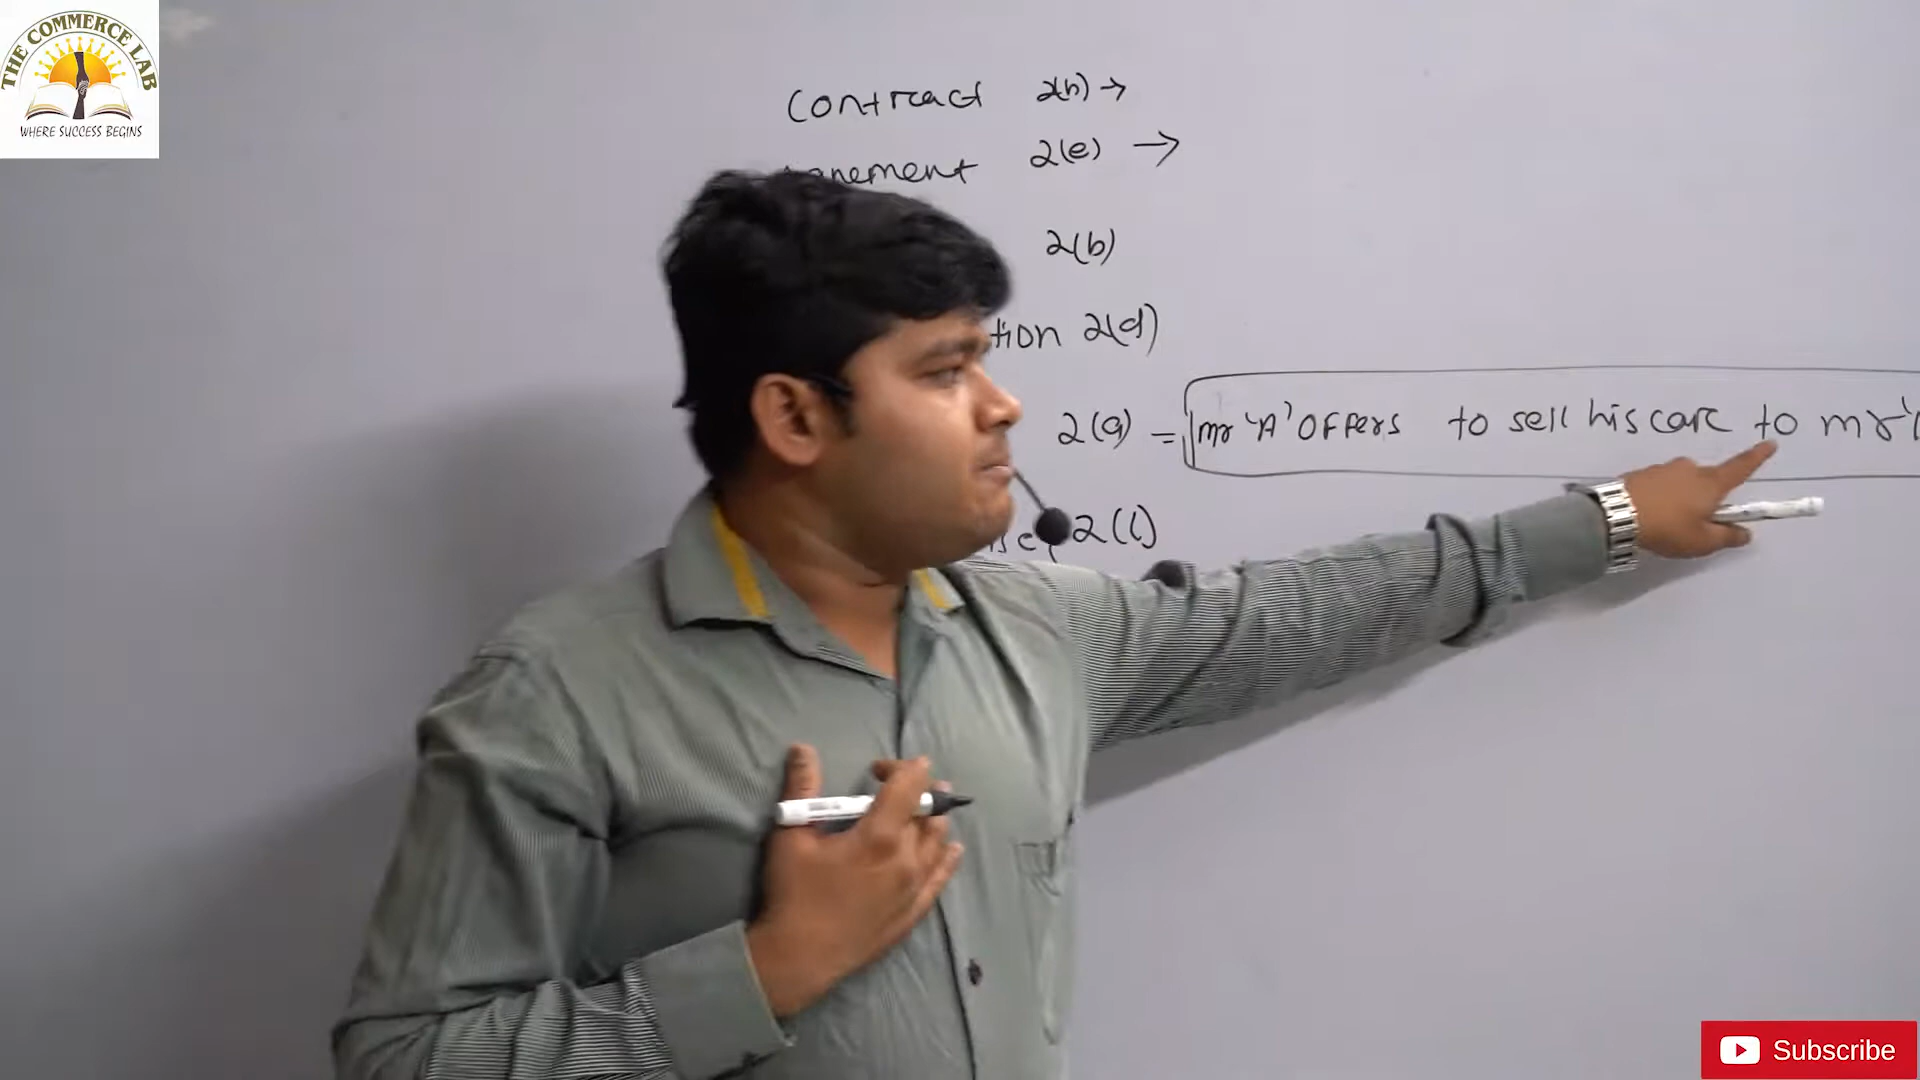 THE COMMERCE LAB
WHERE SUCCESS BEGINS
Contract 2(h) →
2(e) →
2(b)
tion 2(d)
2(a) = mr 'A' Offers to sell his car to mr '
2(c)
Subscribe